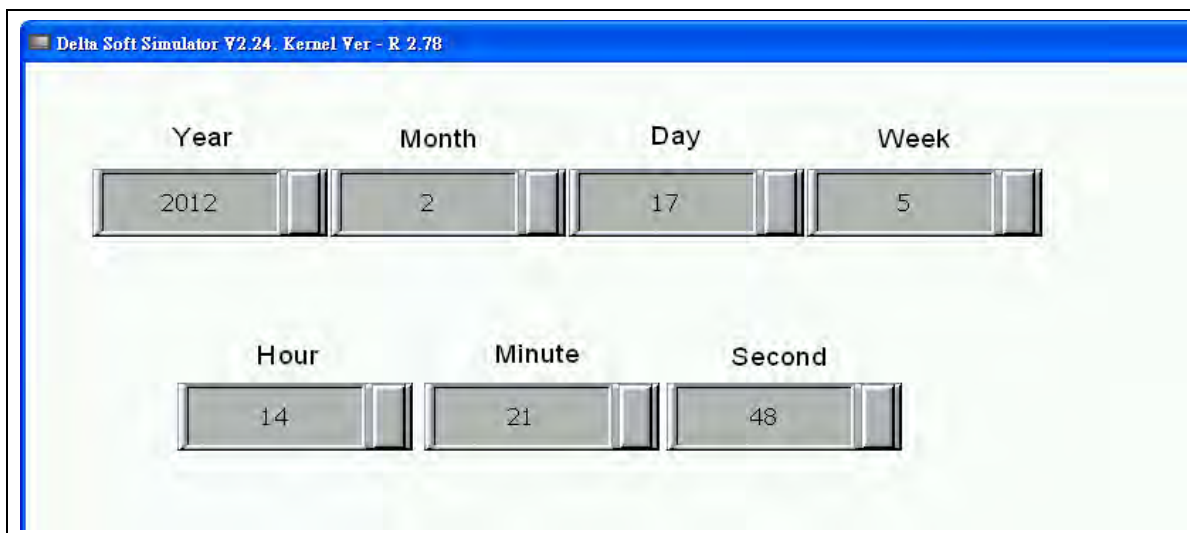 Delta Soft Simulator V2.24. Kernel Ver - R 2.78
Year Month Day Week
2012 2 17 5
Hour Minute Second
14 21 48